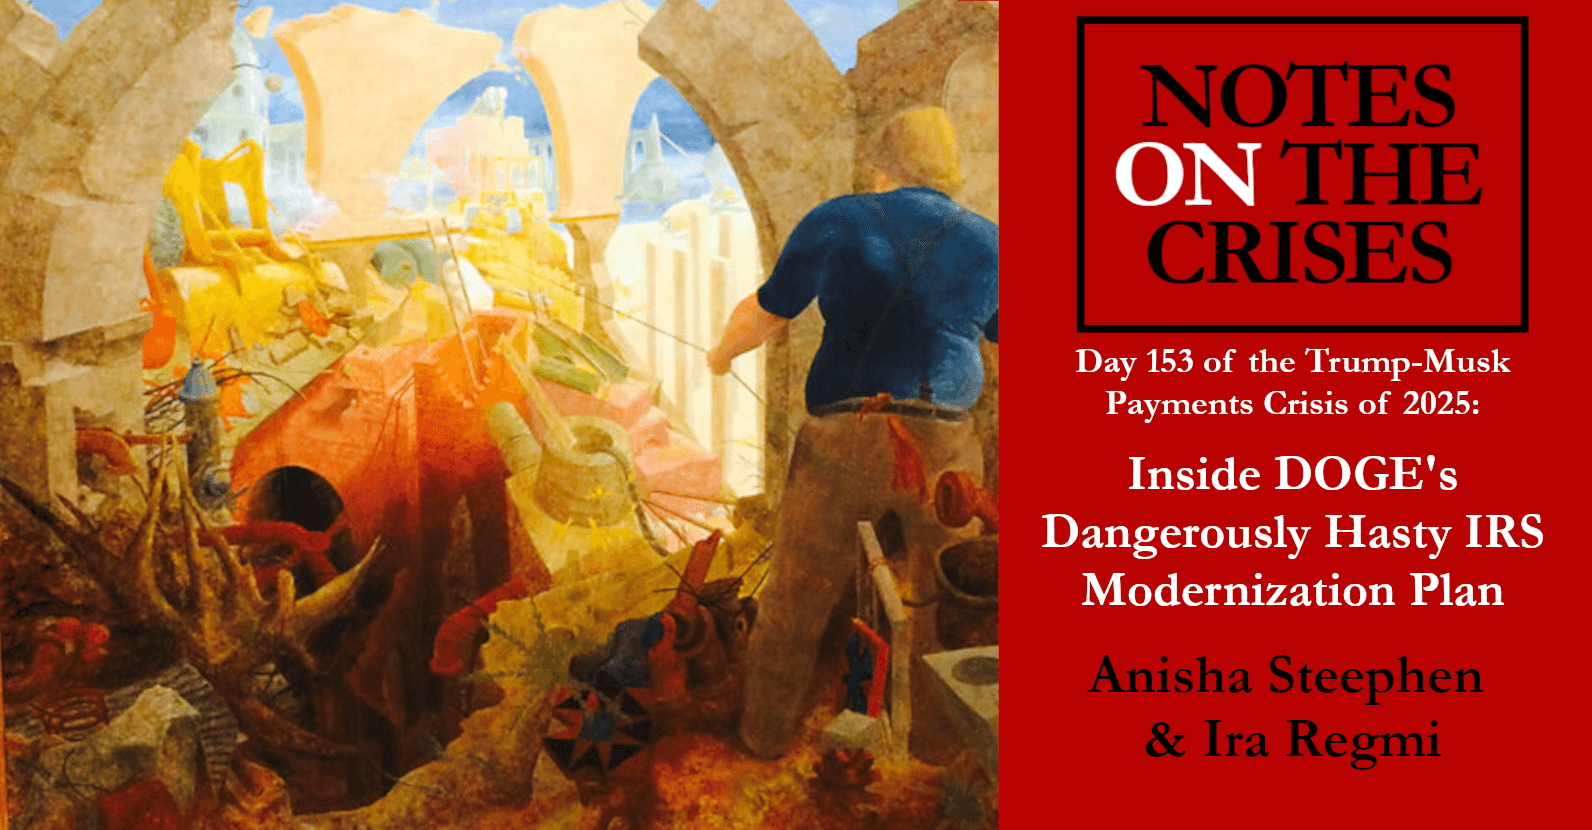 NOTES
ON THE
CRISES
Day 153 of the Trump-Musk
Payments Crisis of 2025:
Inside DOGE's
Dangerously Hasty IRS
Modernization Plan
Anisha Steephen
& Ira Regmi